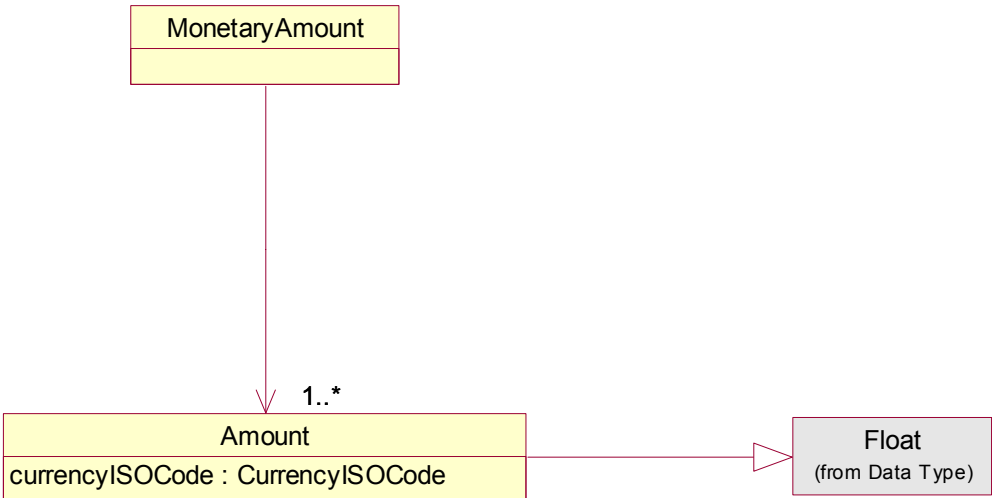 MonetaryAmount
1..*
Amount
currencyISOCode : CurrencyISOCode
Float
(from Data Type)